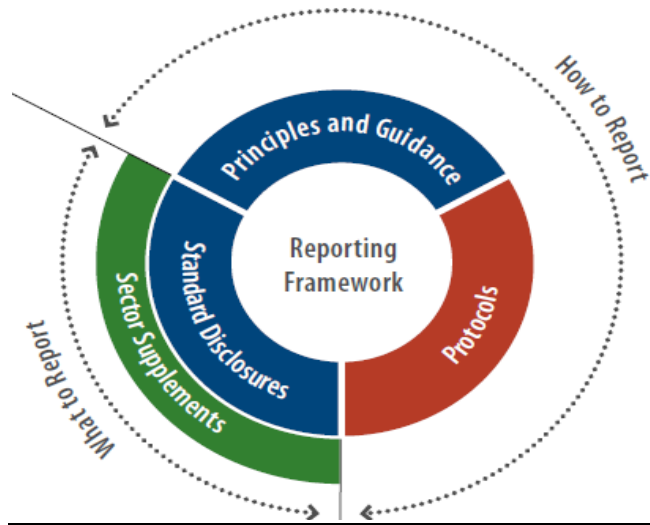 How to Report
Principles and Guidance
Reporting
Framework
Standard Disclosures
Sector Supplements
Protocols
What to Report